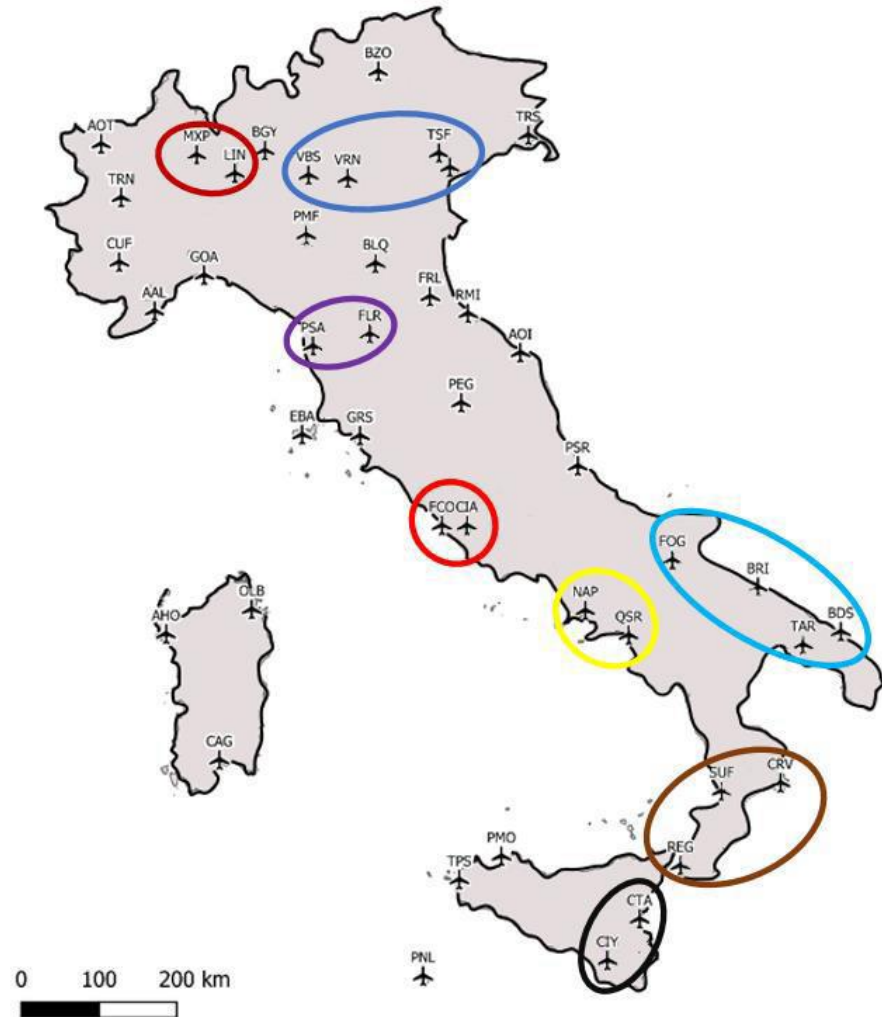 BZO
TRS
AOT
MXP
BGY
TSF
LIN
VBS
VRN
TRN
PMF
CUF
GOA
BLQ
AAL
FRL
RMI
PSA
FLR
AOI
PEG
EBA
GRS
PSR
FCO
CIA
FOG
BRI
OLB
AHO
NAP
QSR
TAR
BDS
CAG
SUF
CRV
PMO
TPS
REG
CTA
CIY
PNL
0 100 200 km